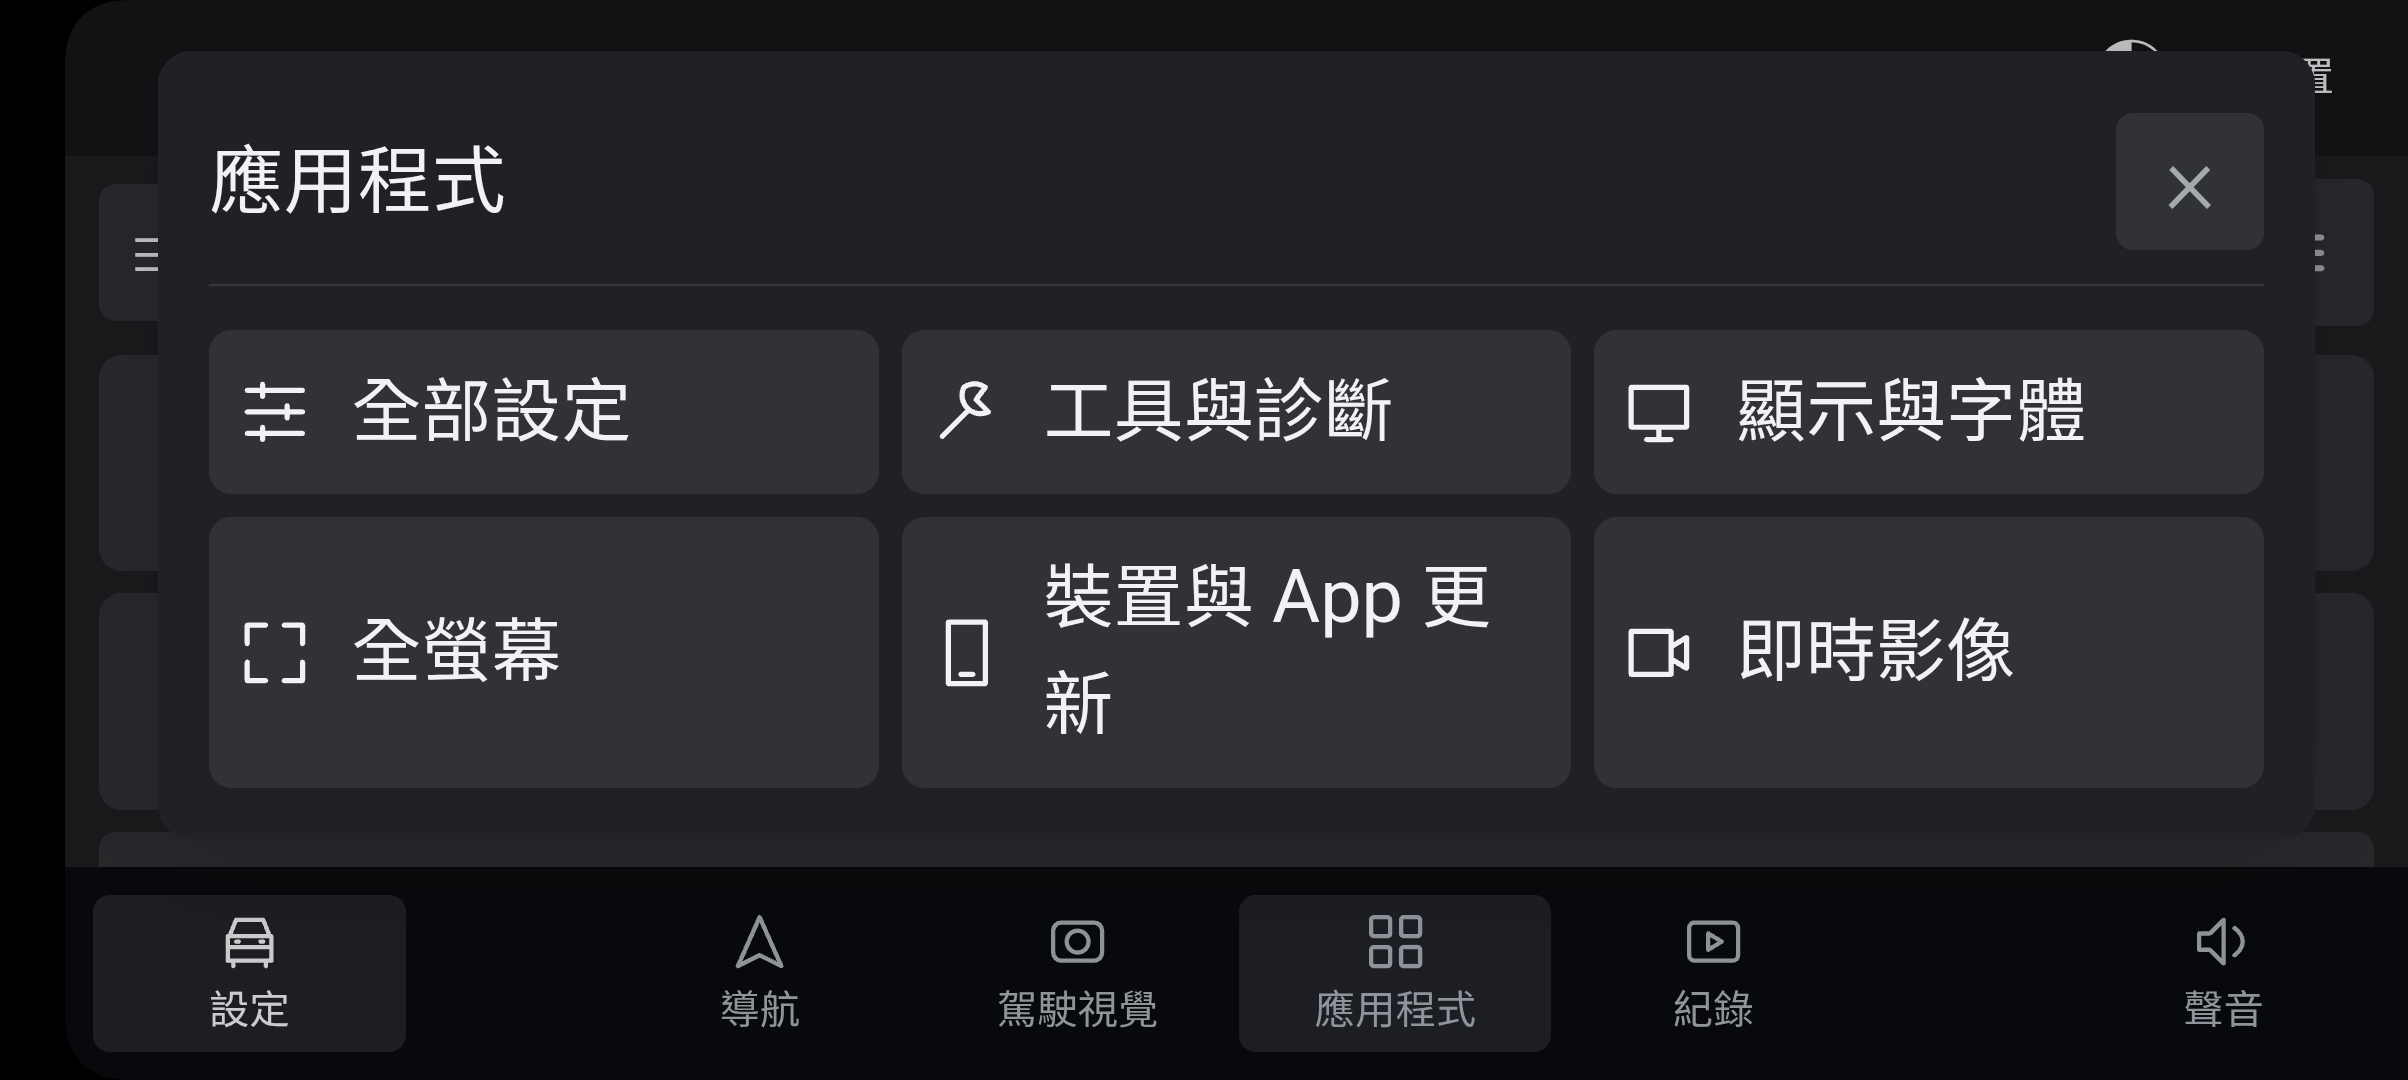 置
應用程式
全部設定
工具與診斷
顯示與字體
全螢幕
裝置與 App 更
新
即時影像
設定
導航
駕駛視覺
應用程式
紀錄
聲音